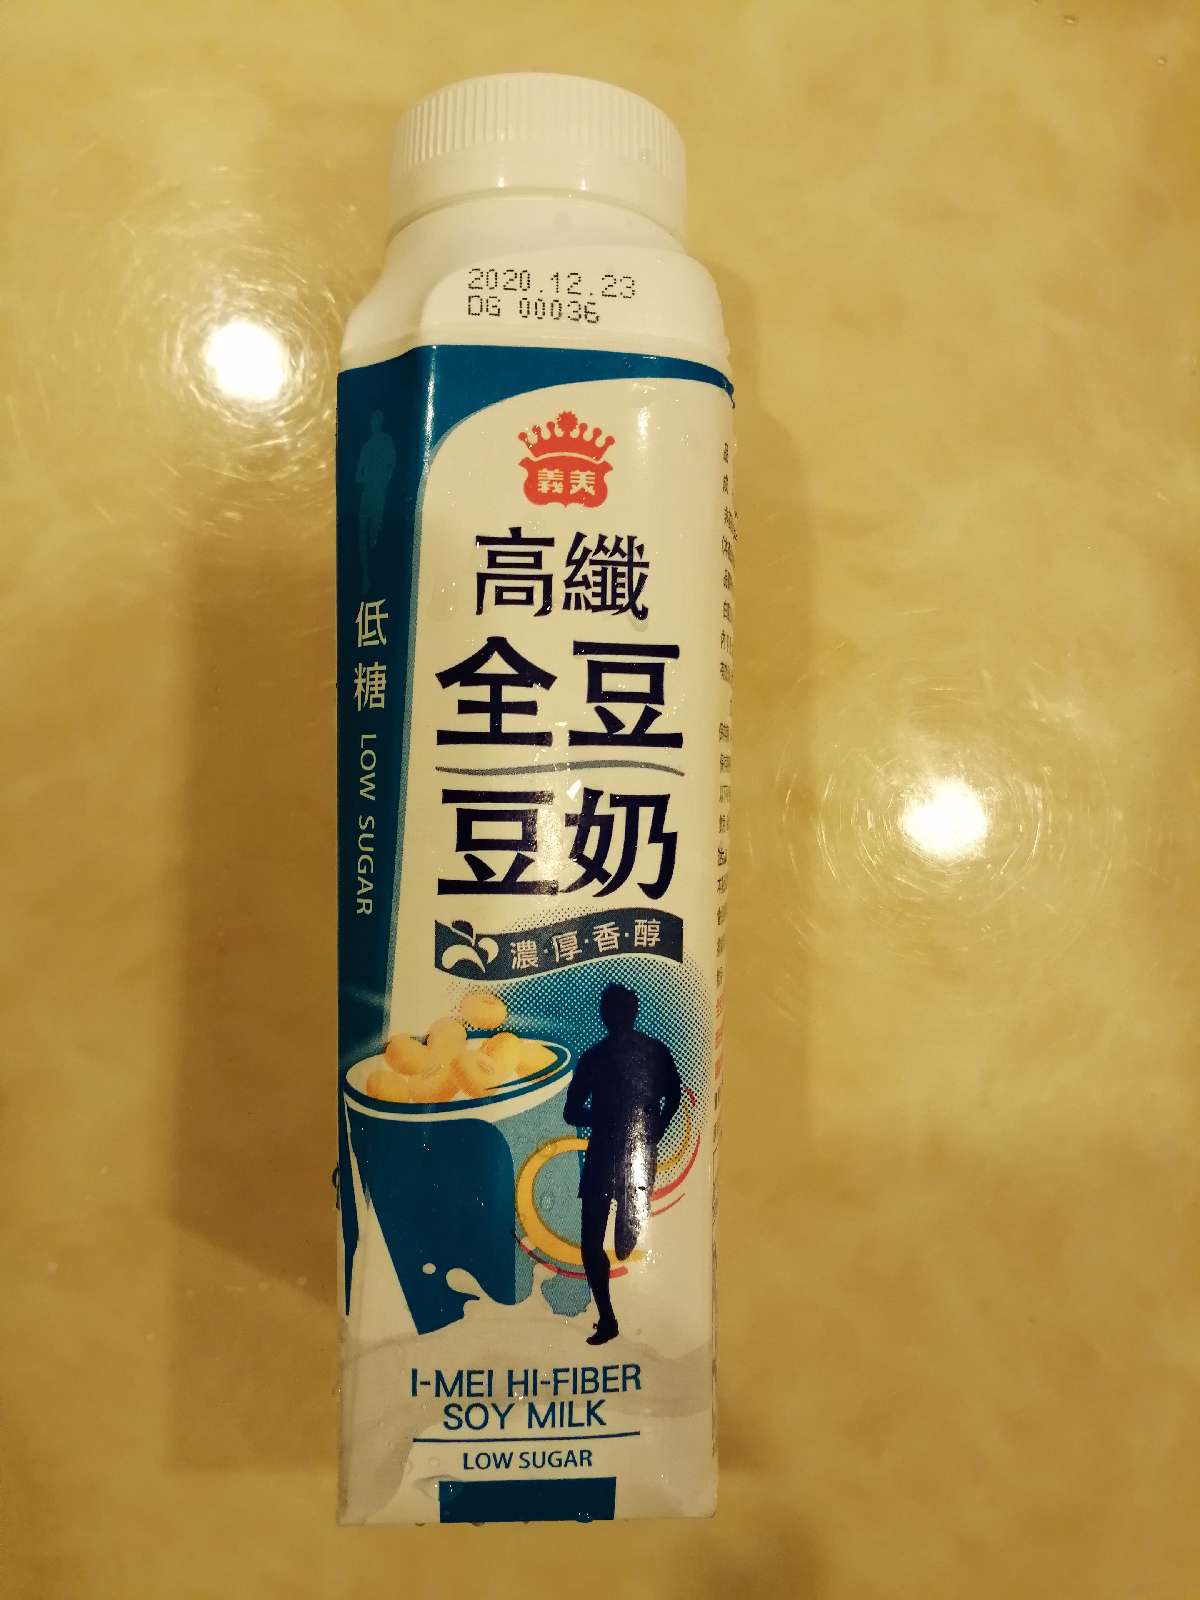 2020.12.23
DG 00036
義美
高纖
全豆
豆奶
濃·厚·香·醇
低糖 LOW SUGAR
I-MEI HI-FIBER
SOY MILK
LOW SUGAR